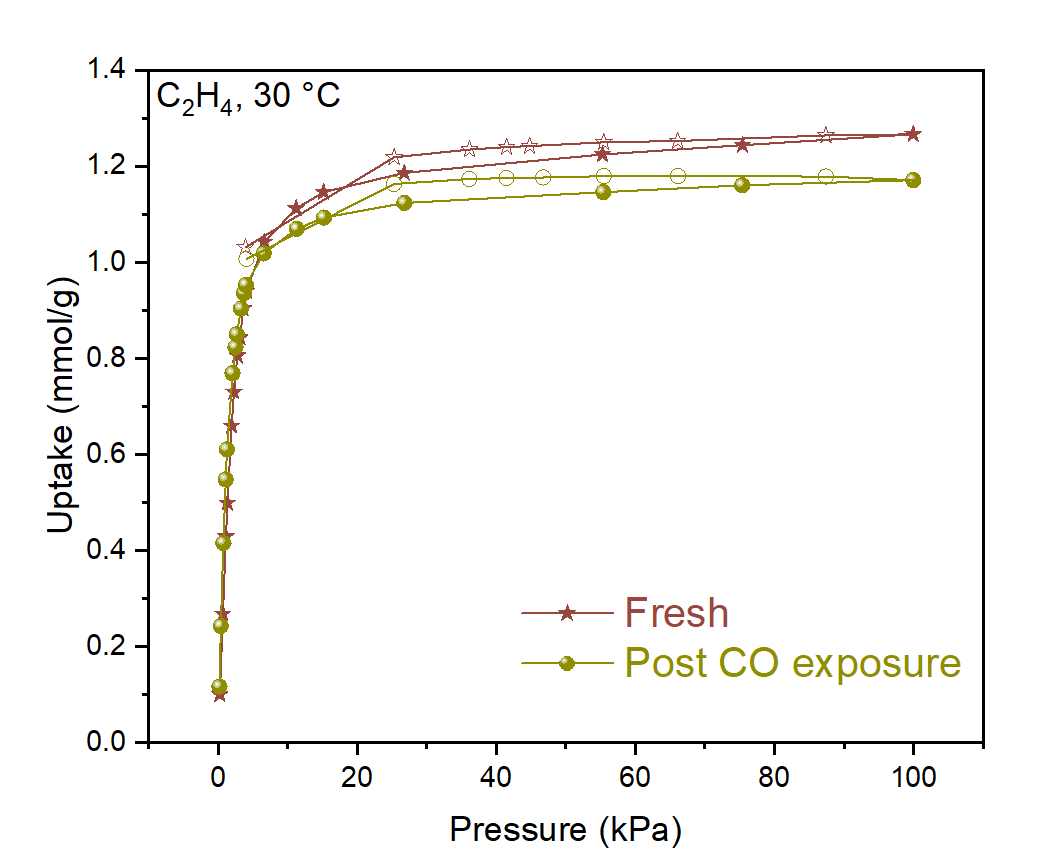 C₂H₄, 30 °C
1.4
1.2
1.0
0.8
0.6
0.4
0.2
0.0
Uptake (mmol/g)
Fresh
Post CO exposure
0 20 40 60 80 100
Pressure (kPa)